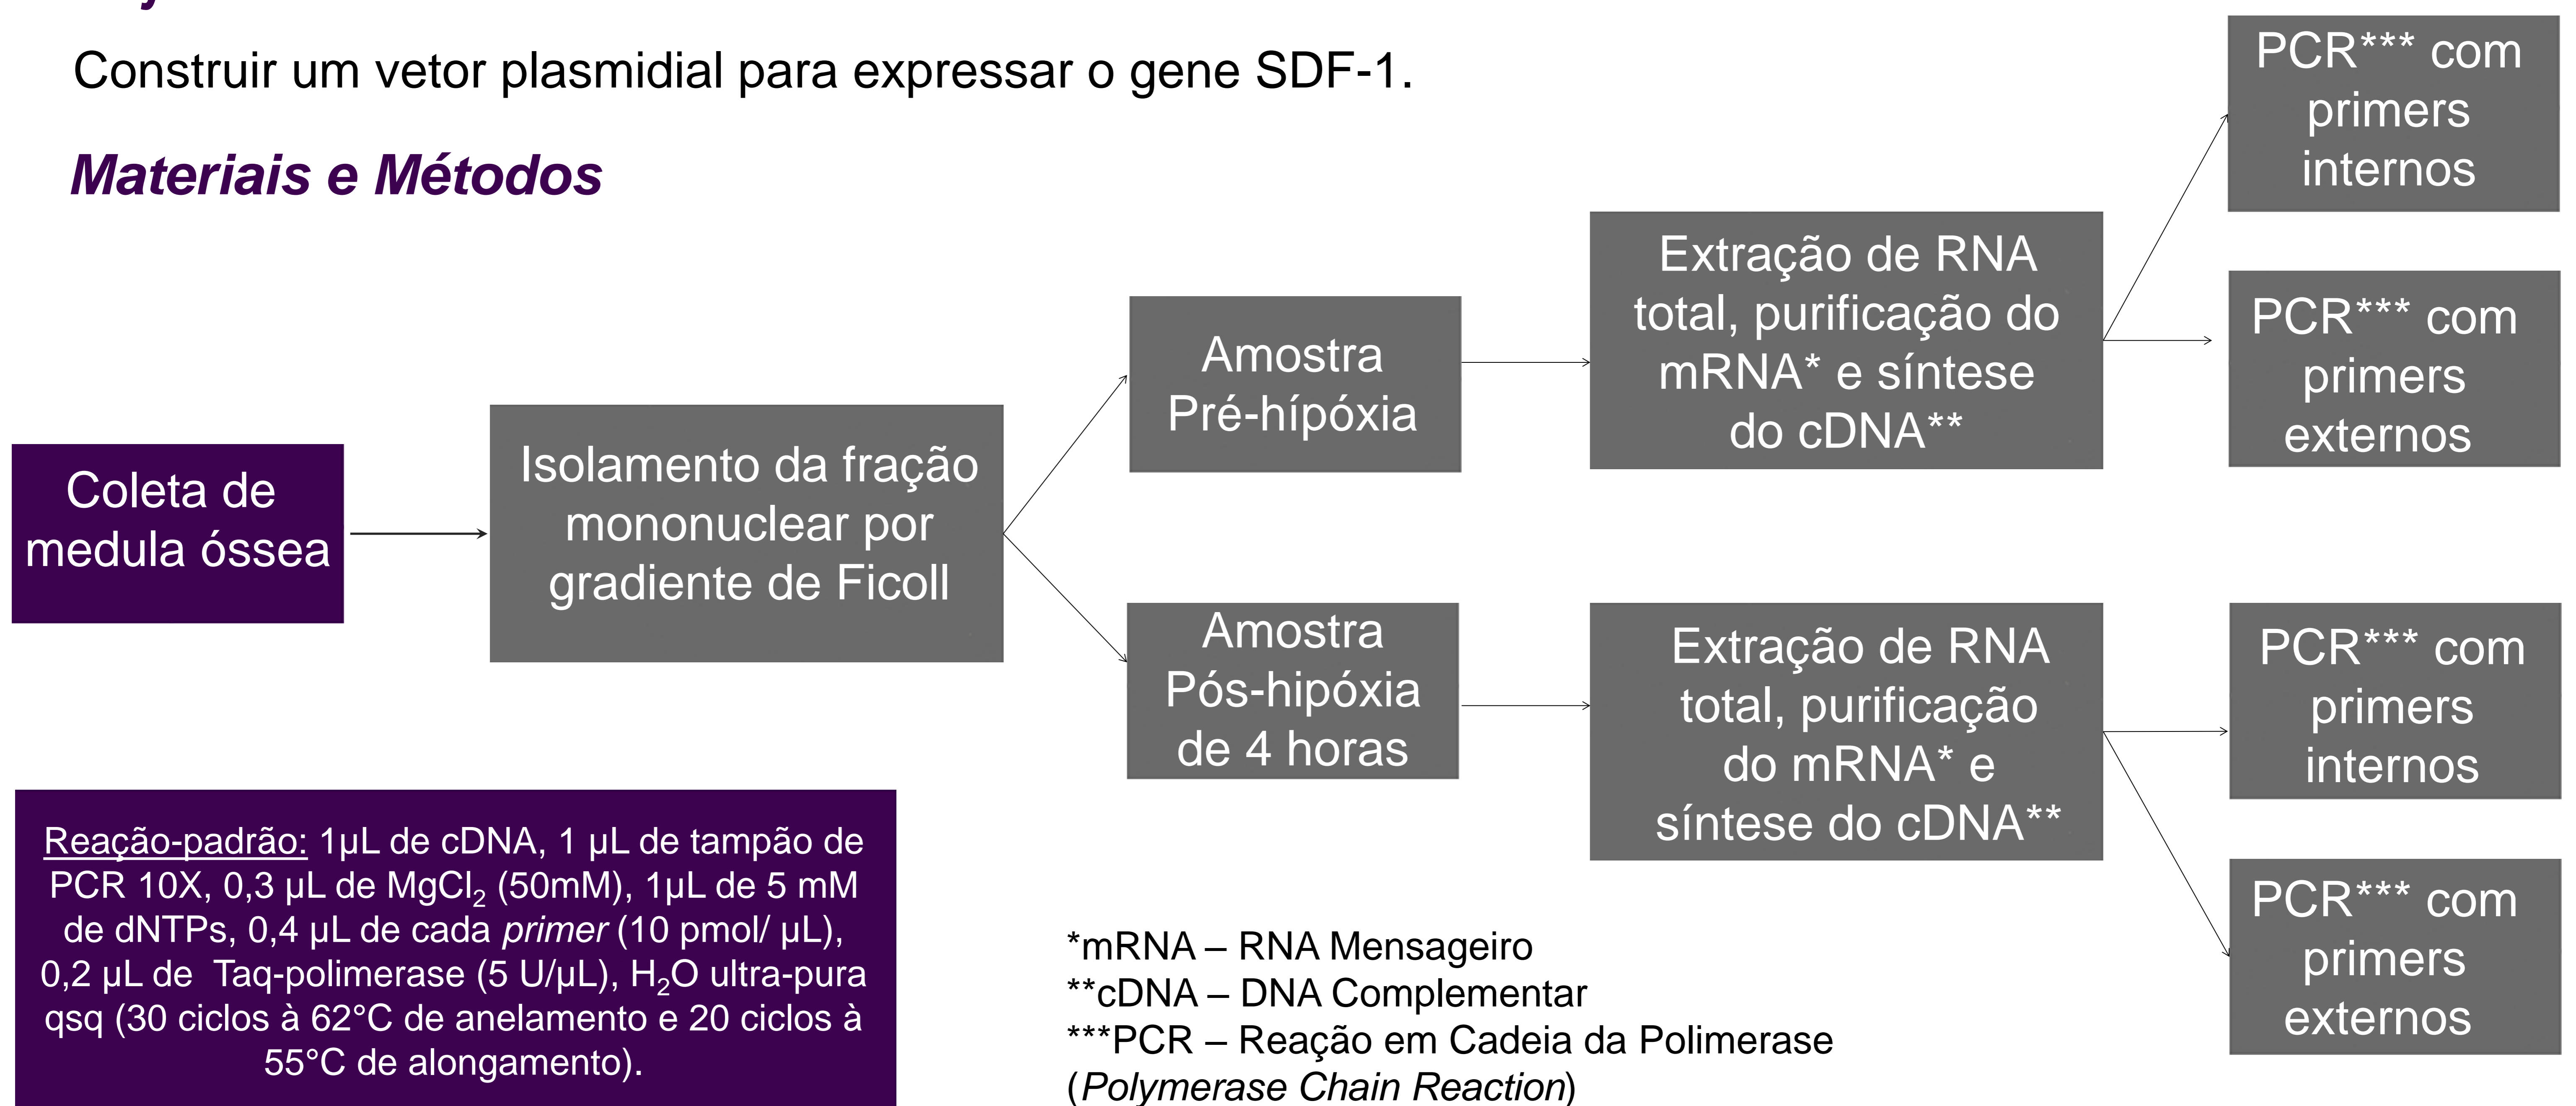 Construir um vetor plasmidial para expressar o gene SDF-1.
Materiais e Métodos
Coleta de
medula óssea
Isolamento da fração
mononuclear por
gradiente de Ficoll
Amostra
Pré-hípóxia
Extração de RNA
total, purificação do
mRNA* e síntese
do cDNA**
PCR*** com
primers
internos
PCR*** com
primers
externos
Amostra
Pós-hipóxia
de 4 horas
Extração de RNA
total, purificação
do mRNA* e
síntese do cDNA**
PCR*** com
primers
internos
PCR*** com
primers
externos
Reação-padrão: 1µL de cDNA, 1 µL de tampão de
PCR 10X, 0,3 µL de MgCl₂ (50mM), 1µL de 5 mM
de dNTPs, 0,4 µL de cada primer (10 pmol/ µL),
0,2 µL de Taq-polimerase (5 U/µL), H₂O ultra-pura
qsq (30 ciclos à 62°C de anelamento e 20 ciclos à
55°C de alongamento).
*mRNA – RNA Mensageiro
**cDNA – DNA Complementar
***PCR – Reação em Cadeia da Polimerase
(Polymerase Chain Reaction)